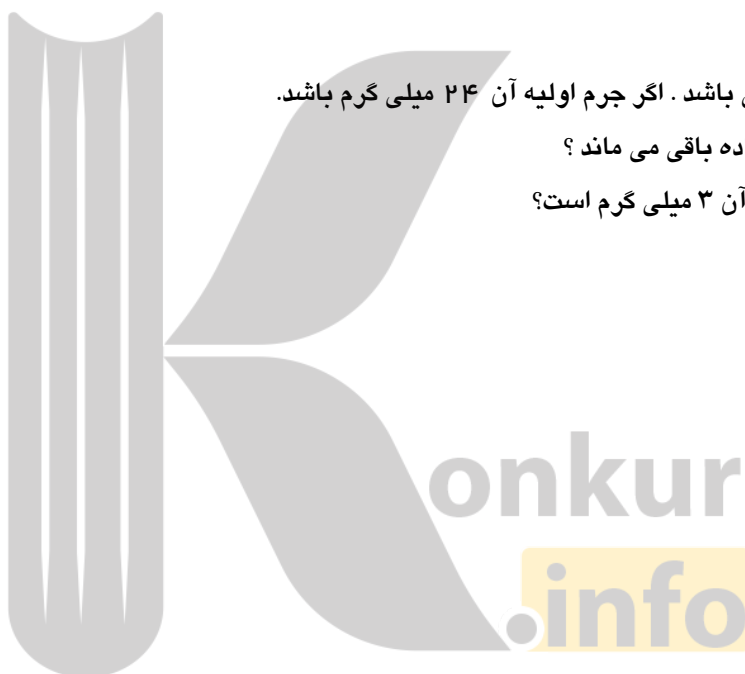 باشد . اگر جرم اولیه آن ۲۴ میلی گرم باشد.
ده باقی می ماند ؟
آن ۳ میلی گرم است؟
Konkur
.info